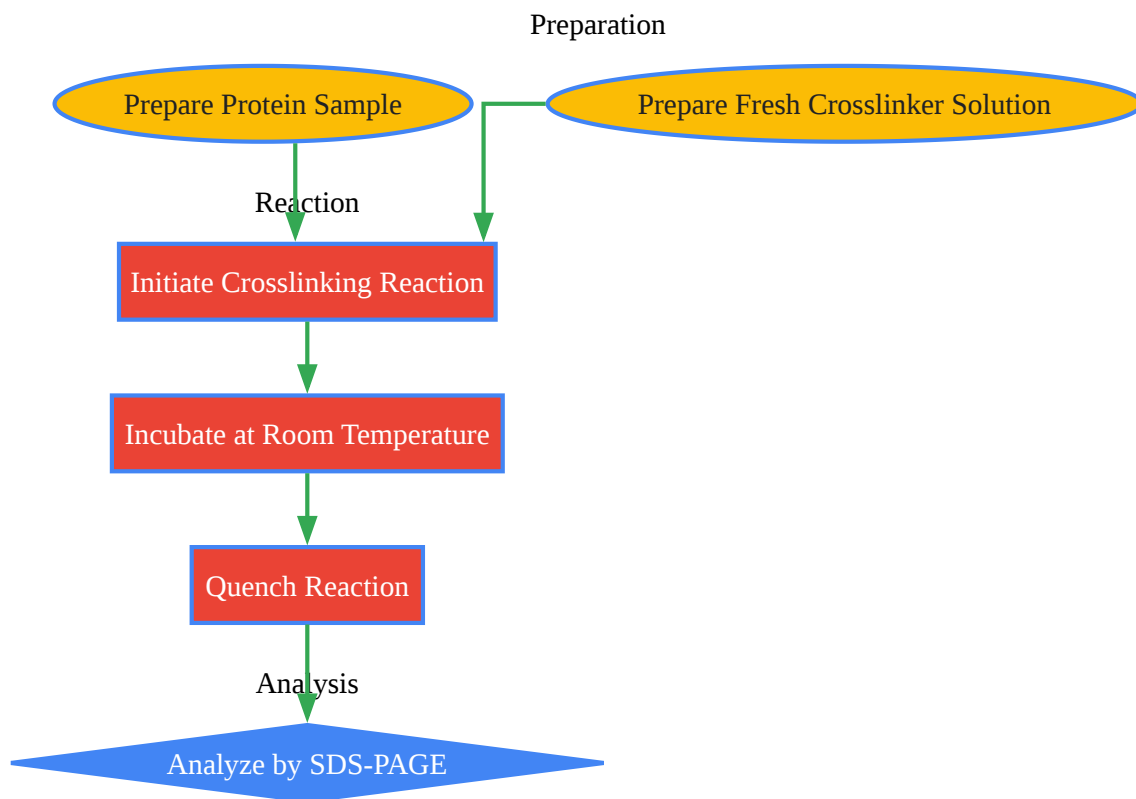 Preparation
Prepare Protein Sample
Prepare Fresh Crosslinker Solution
Reaction
Initiate Crosslinking Reaction
Incubate at Room Temperature
Quench Reaction
Analysis
Analyze by SDS-PAGE